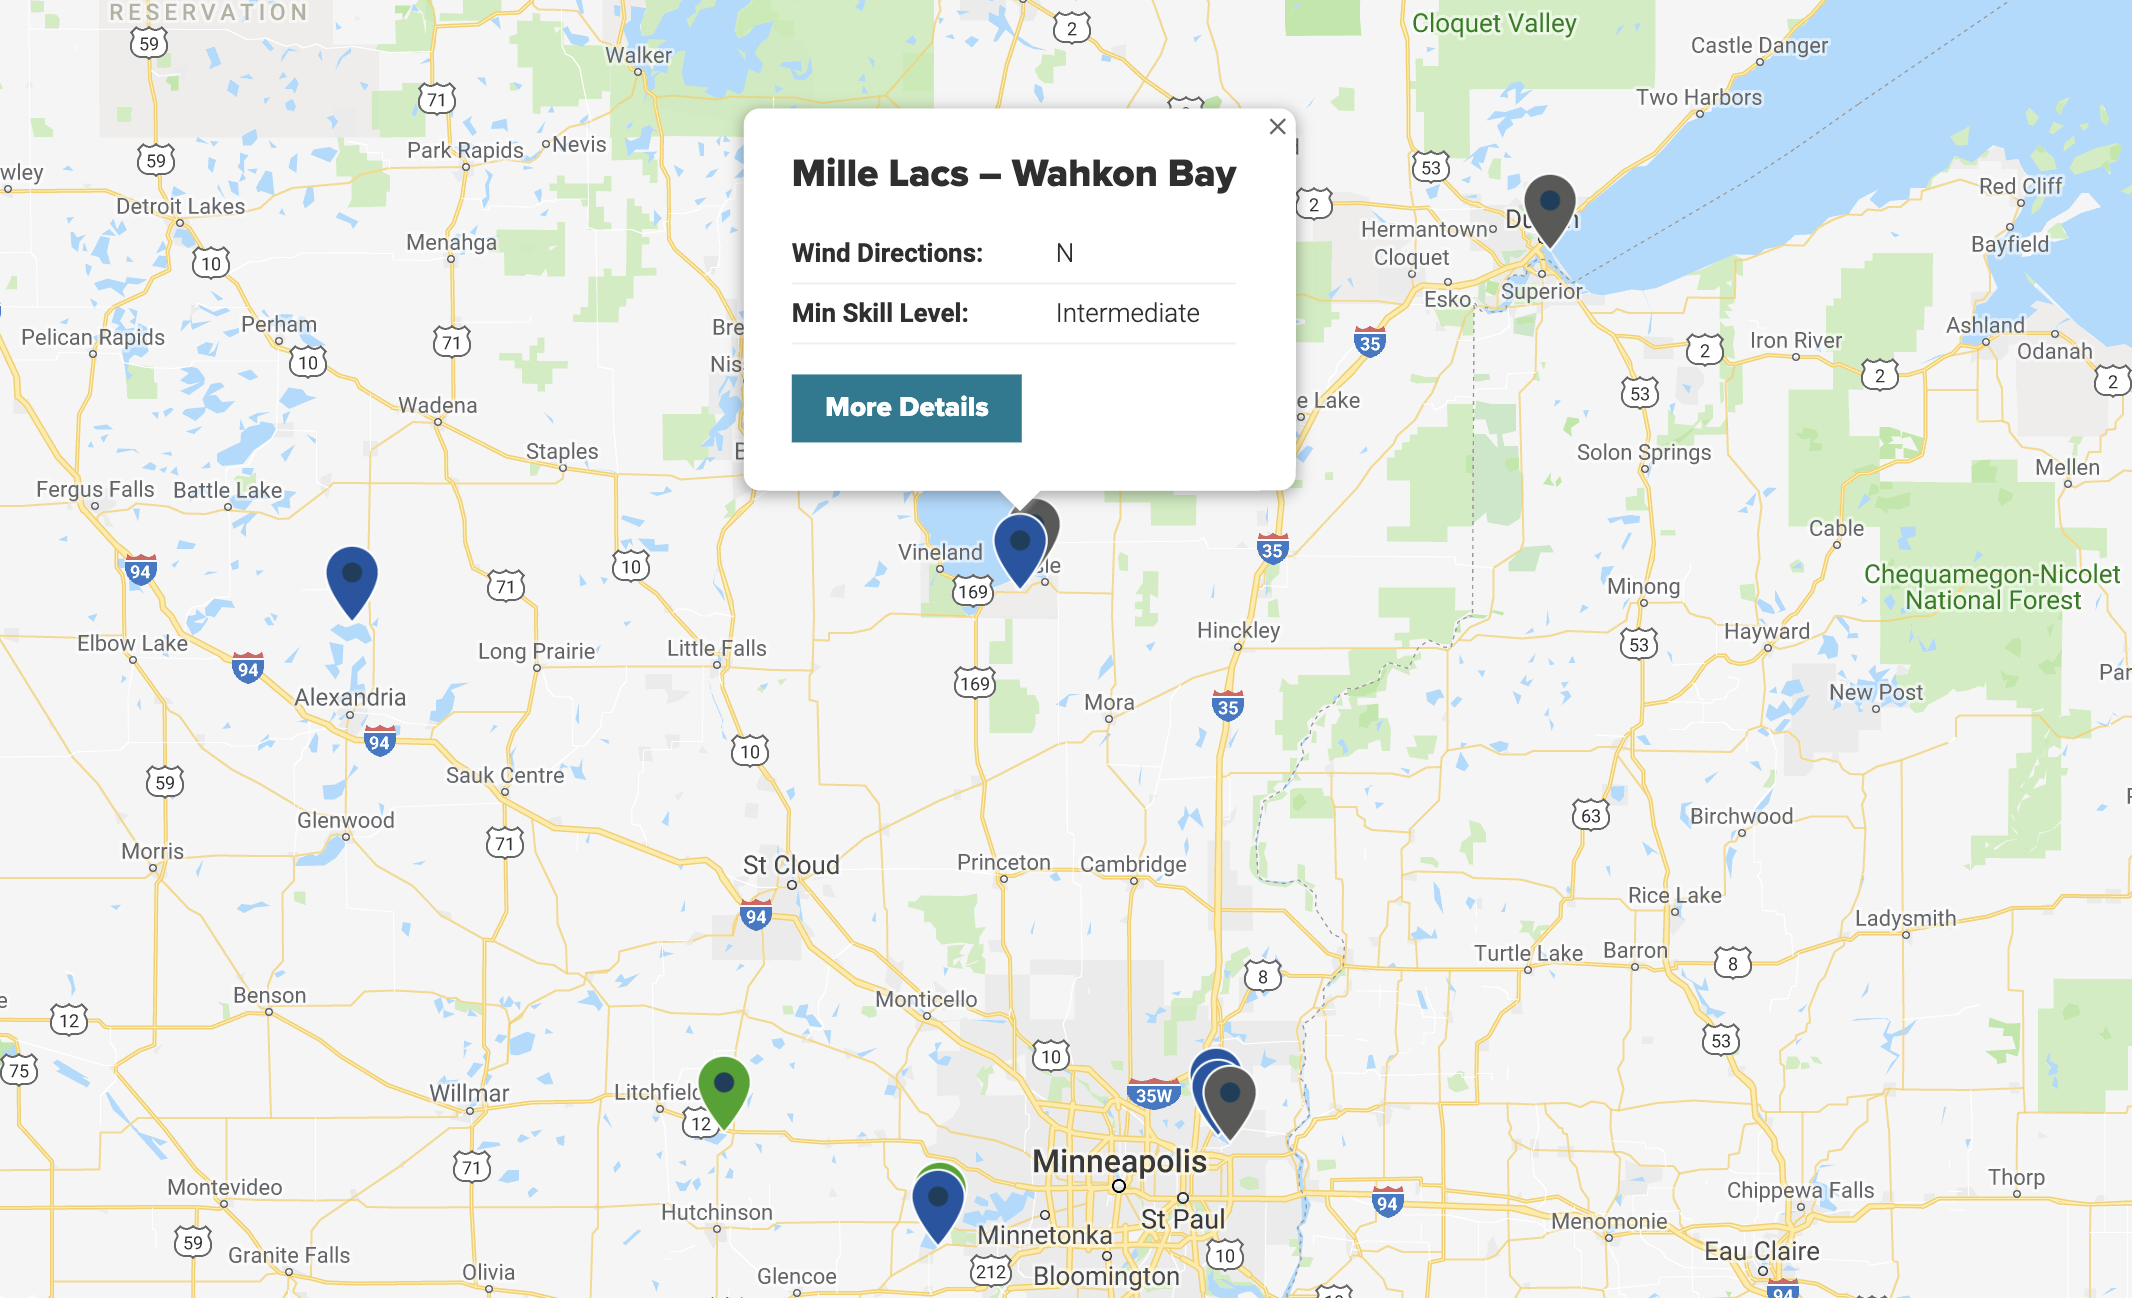 RESERVATION
59
2
Cloquet Valley
Walker
Castle Danger
71
Two Harbors
59
Park Rapids
Nevis
53
Mille Lacs – Wahkon Bay
wley
Red Cliff
Detroit Lakes
2
Hermantown
Menahga
Bayfield
Wind Directions: N
Cloquet
10
Esko
Superior
Min Skill Level: Intermediate
Perham
Bre
Ashland
Pelican Rapids
71
35
2
Iron River
Odanah
10
Nis
2
2
53
Wadena
More Details
e Lake
Staples
Solon Springs
Mellen
Fergus Falls
Battle Lake
Cable
Vineland
35
94
10
sle
Chequamegon-Nicolet
National Forest
71
169
Minong
Elbow Lake
Hinckley
Hayward
94
Long Prairie
Little Falls
53
Par
169
New Post
Alexandria
Mora
35
94
10
Sauk Centre
59
Glenwood
63
Birchwood
71
Morris
St Cloud
Princeton
Cambridge
Rice Lake
94
Ladysmith
Turtle Lake
Barron
8
8
Benson
Monticello
12
53
10
75
Willmar
Litchfield
35W
12
Minneapolis
71
Montevideo
Thorp
Chippewa Falls
94
Hutchinson
St Paul
Menomonie
59
Minnetonka
Granite Falls
10
Eau Claire
Olivia
Glencoe
212
Bloomington
94